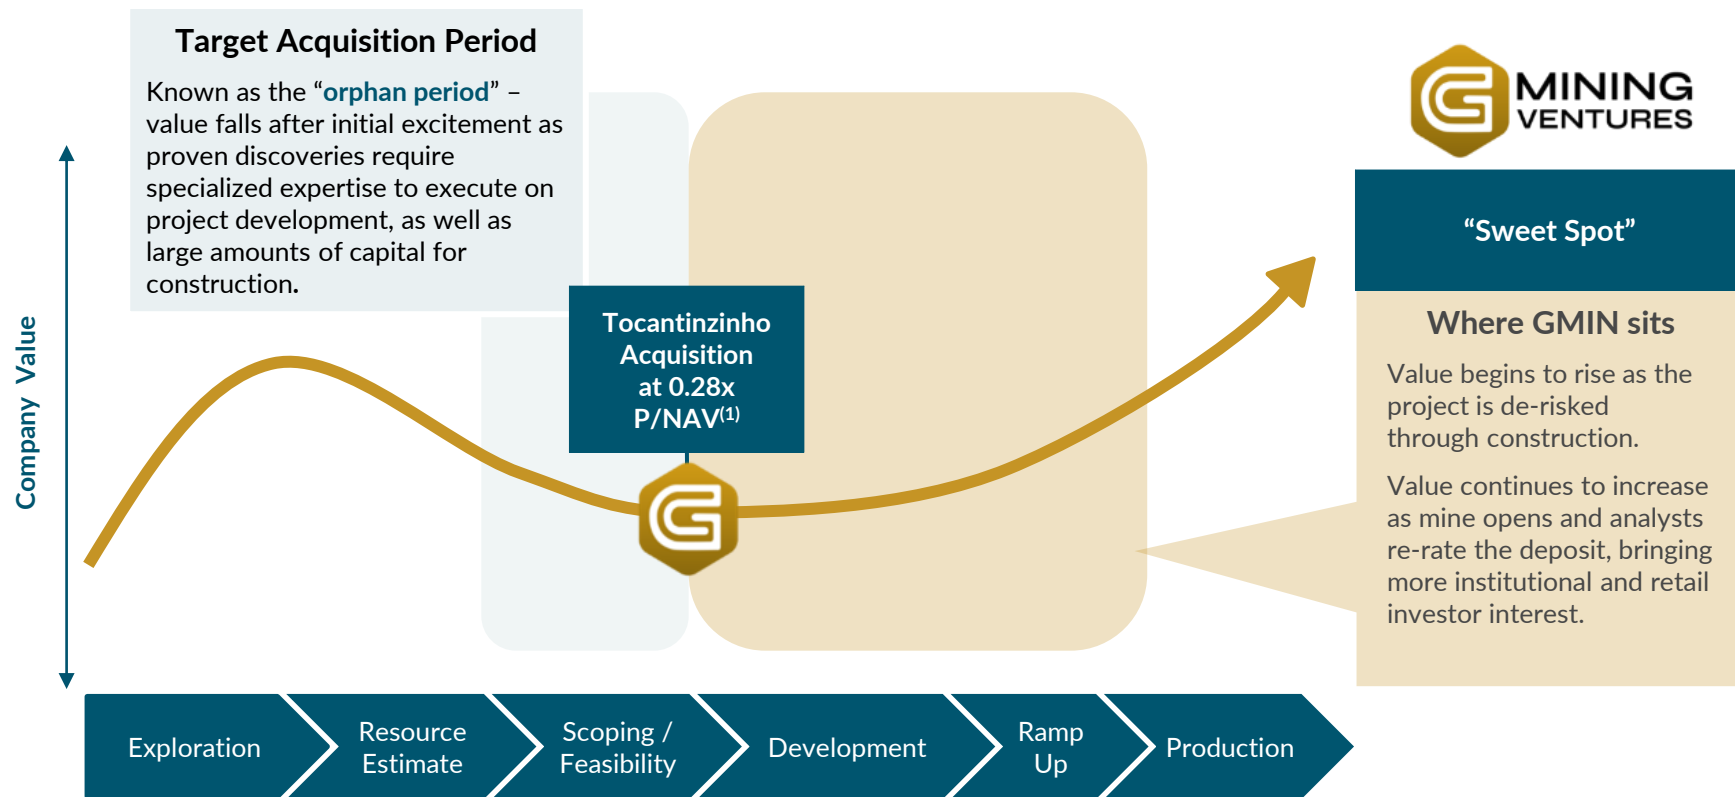 Target Acquisition Period
Known as the “orphan period” –
value falls after initial excitement as
proven discoveries require
specialized expertise to execute on
project development, as well as
large amounts of capital for
construction.
G
MINING
VENTURES
“Sweet Spot”
Where GMIN sits
Value begins to rise as the
project is de-risked
through construction.
Value continues to increase
as mine opens and analysts
re-rate the deposit, bringing
more institutional and retail
investor interest.
Tocantinzinho
Acquisition
at 0.28x
P/NAV(1)
G
Company Value
Exploration
Resource
Estimate
Scoping /
Feasibility
Development
Ramp
Up
Production